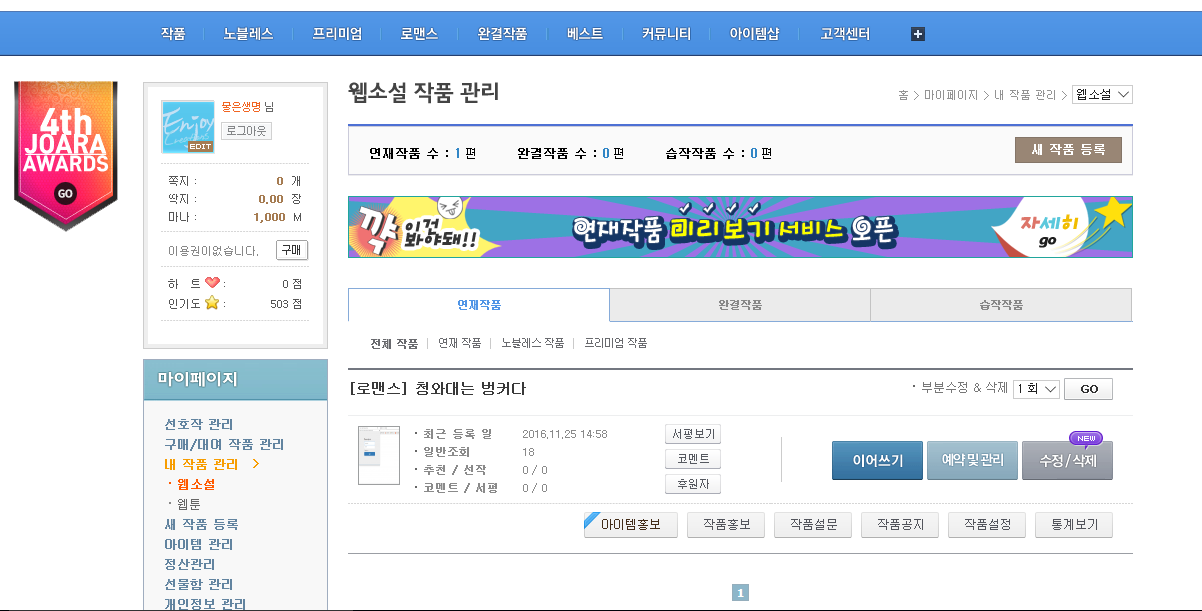 작품 노블레스 프리미엄 로맨스 완결작품 베스트 커뮤니티 아이템샵 고객센터
4th
JOARA
AWARDS
GO
Enjoy
EDIT
물은생명 님
로그아웃
쪽지 : 0 개
딱지 : 0.00 장
마나 : 1,000 M
이용권이없습니다. 구매
하 트 : 0 점
인기도 : 503 점
마이페이지
선호작 관리
구매/대여 작품 관리
내 작품 관리 >
· 웹소설
· 웹툰
새 작품 등록
아이템 관리
정산관리
선물함 관리
개인정보 관리
웹소설 작품 관리
홈 > 마이페이지 > 내 작품 관리 > 웹소설
연재작품 수 : 1 편 완결작품 수 : 0 편 습작작품 수 : 0 편
새 작품 등록
꺅 이건 봐야돼!!
연재작품 미리보기 서비스 오픈
자세히
go
연재작품 완결작품 습작작품
전체 작품 | 연재 작품 | 노블레스 작품 | 프리미엄 작품
[로맨스] 청와대는 벙커다
· 부분수정 & 삭제 1 회 GO
· 최근 등록 일 2016,11,25 14:58
· 일반조회 18
· 추천 / 선작 0 / 0
· 코멘트 / 서평 0 / 0
서평보기
코멘트
후원자
이어쓰기
예약 및 관리
NEW
수정/삭제
아이템홍보 작품홍보 작품설문 작품공지 작품설정 통계보기
1